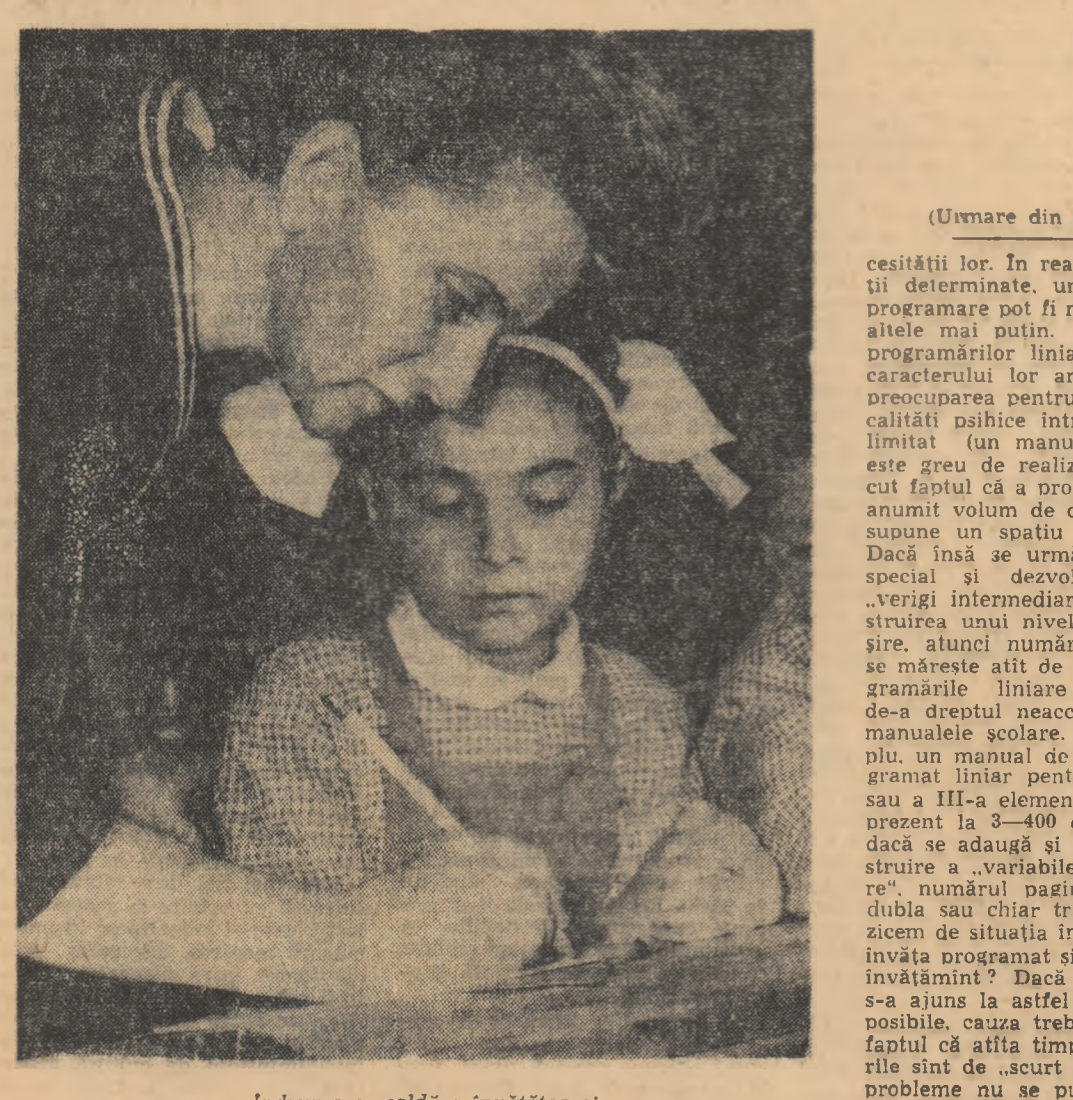 (Urmare din
cesității lor. În rea
ții determinate, un
programare pot fi m
altele mai puțin.
programărilor linia
caracterului lor an
preocuparea pentru
calități psihice într
limitat (un manu
este greu de realiz
cut faptul că a pro
anumit volum de c
supune un spațiu
Dacă însă se urmă
special și dezvol
„verigi intermediar
struirea unui nivel
șire, atunci număr
se mărește atît de
gramările liniare
de-a dreptul neacc
manualele școlare.
plu, un manual de
gramat liniar pent
sau a III-a elemen
prezent la 3—400
dacă se adaugă și
struire a „variabile
re“, numărul pagin
dubla sau chiar tr
zicem de situația în
învăța programat și
învățămînt ? Dacă
s-a ajuns la astfel
posibile, cauza treb
faptul că atîta timp
rile sînt de „scurt
probleme nu se pu